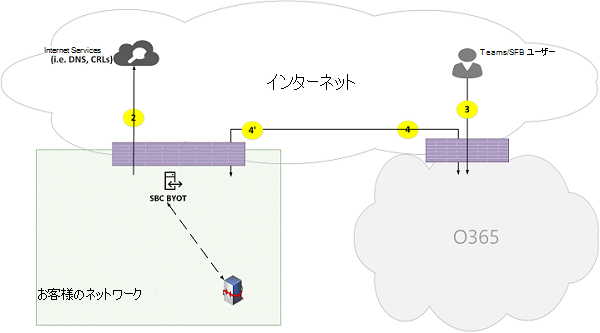 Internet Services
(i.e. DNS, CRLs)
Teams/SFB ユーザー
インターネット
2
3
4'
4
SBC BYOT
O365
お客様のネットワーク